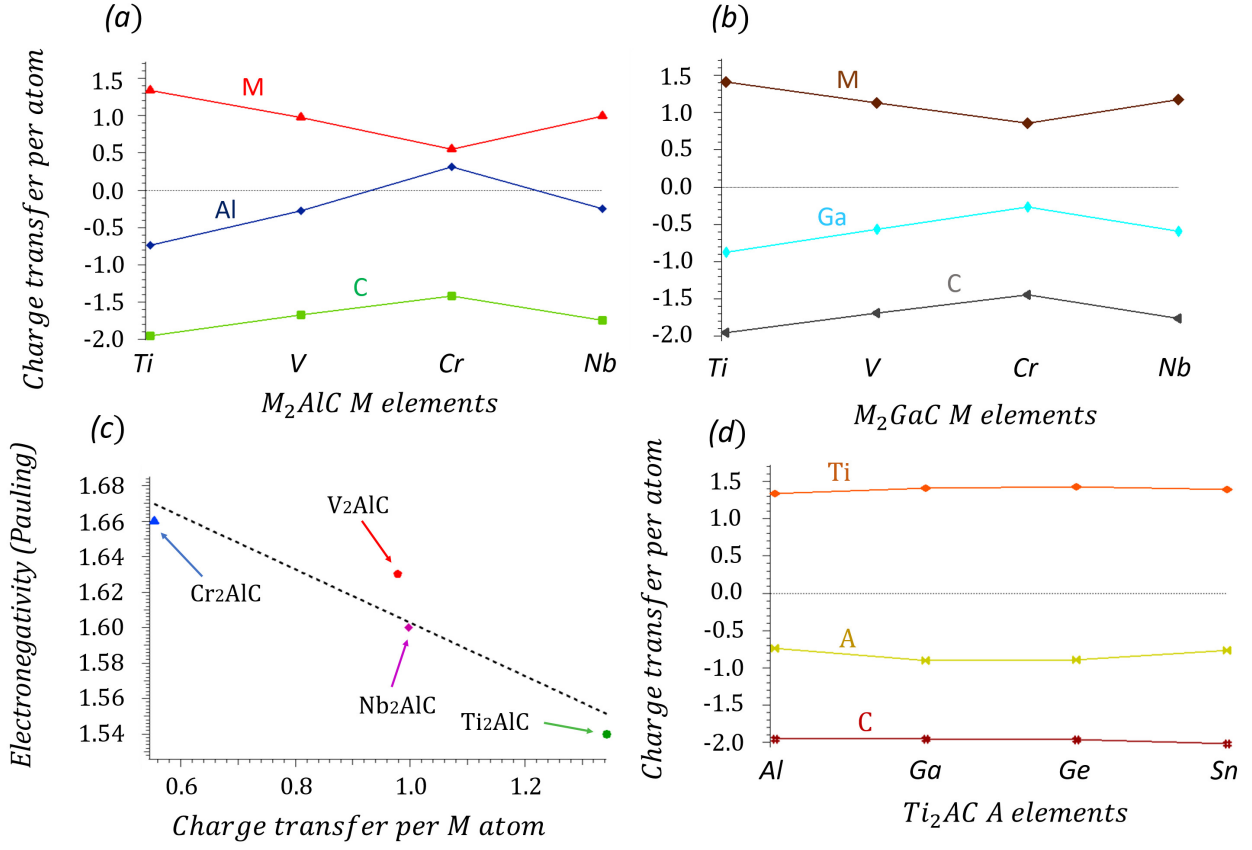 (a)
Charge transfer per atom
1.5
1.0
0.5
0.0
-0.5
-1.0
-1.5
-2.0
M
Al
C
Ti V Cr Nb
M₂AlC M elements
(b)
1.5
1.0
0.5
0.0
-0.5
-1.0
-1.5
-2.0
M
Ga
C
Ti V Cr Nb
M₂GaC M elements
(c)
Electronegativity (Pauling)
1.68
1.66
1.64
1.62
1.60
1.58
1.56
1.54
V₂AlC
Cr₂AlC
Nb₂AlC
Ti₂AlC
0.6 0.8 1.0 1.2
Charge transfer per M atom
(d)
Charge transfer per atom
1.5
1.0
0.5
0.0
-0.5
-1.0
-1.5
-2.0
Ti
A
C
Al Ga Ge Sn
Ti₂AC A elements